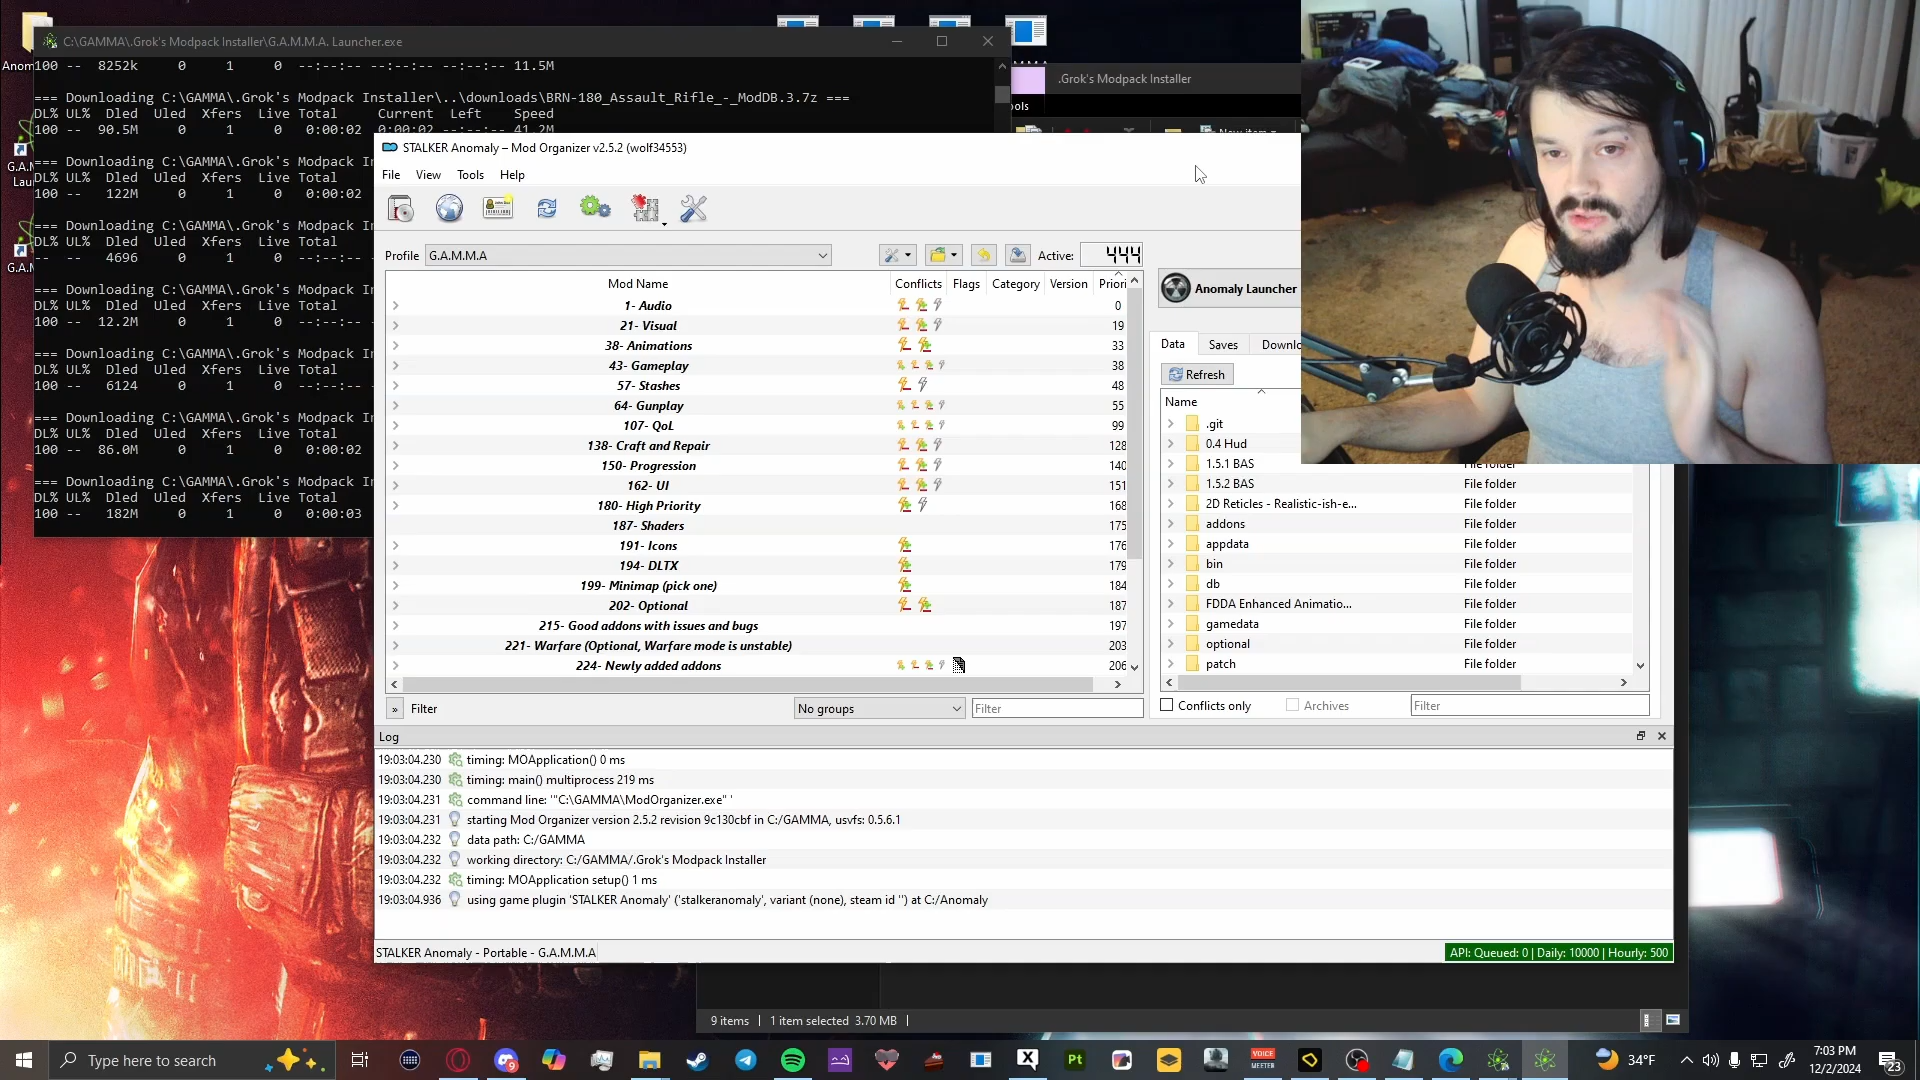 C:\GAMMA\.Grok's Modpack Installer\G.A.M.M.A. Launcher.exe
100 -- 8252k 0 1 0 --:--:-- --:--:-- --:--:-- 11.5M
=== Downloading C:\GAMMA\.Grok's Modpack Installer\..\downloads\BRN-180_Assault_Rifle_-_ModDB.3.7z ===
DL% UL% Dled Uled Xfers Live Total Current Left Speed
100 -- 90.5M 0 1 0 0:00:02 0:00:02 --:--:-- 41.2M
=== Downloading C:\GAMMA\.Grok's Modpack In
DL% UL% Dled Uled Xfers Live Total
100 -- 122M 0 1 0 0:00:02
=== Downloading C:\GAMMA\.Grok's Modpack In
DL% UL% Dled Uled Xfers Live Total
-- -- 4696 0 1 0 --:--:--
=== Downloading C:\GAMMA\.Grok's Modpack In
DL% UL% Dled Uled Xfers Live Total
100 -- 12.2M 0 1 0 --:--:--
=== Downloading C:\GAMMA\.Grok's Modpack In
DL% UL% Dled Uled Xfers Live Total
100 -- 6124 0 1 0 --:--:--
=== Downloading C:\GAMMA\.Grok's Modpack In
DL% UL% Dled Uled Xfers Live Total
100 -- 86.0M 0 1 0 0:00:02
=== Downloading C:\GAMMA\.Grok's Modpack In
DL% UL% Dled Uled Xfers Live Total
100 -- 182M 0 1 0 0:00:03
.Grok's Modpack Installer
New item
STALKER Anomaly – Mod Organizer v2.5.2 (wolf34553)
File View Tools Help
Profile G.A.M.M.A Active: 444
Mod Name Conflicts Flags Category Version Priori
1- Audio 0
21- Visual 19
38- Animations 33
43- Gameplay 38
57- Stashes 48
64- Gunplay 55
107- QoL 99
138- Craft and Repair 128
150- Progression 140
162- UI 151
180- High Priority 168
187- Shaders 175
191- Icons 176
194- DLTX 179
199- Minimap (pick one) 184
202- Optional 187
215- Good addons with issues and bugs 197
221- Warfare (Optional, Warfare mode is unstable) 203
224- Newly added addons 206
» Filter No groups Filter
Anomaly Launcher
Data Saves Downlo
Refresh
Name
.git
0.4 Hud
1.5.1 BAS File folder
1.5.2 BAS File folder
2D Reticles - Realistic-ish-e... File folder
addons File folder
appdata File folder
bin File folder
db File folder
FDDA Enhanced Animatio... File folder
gamedata File folder
optional File folder
patch File folder
Conflicts only Archives Filter
Log
19:03:04.230 timing: MOApplication() 0 ms
19:03:04.230 timing: main() multiprocess 219 ms
19:03:04.231 command line: '"C:\GAMMA\ModOrganizer.exe" '
19:03:04.231 starting Mod Organizer version 2.5.2 revision 9c130cbf in C:/GAMMA, usvfs: 0.5.6.1
19:03:04.232 data path: C:/GAMMA
19:03:04.232 working directory: C:/GAMMA/.Grok's Modpack Installer
19:03:04.232 timing: MOApplication setup() 1 ms
19:03:04.936 using game plugin 'STALKER Anomaly' ('stalkeranomaly', variant (none), steam id '') at C:/Anomaly
STALKER Anomaly - Portable - G.A.M.M.A
API: Queued: 0 | Daily: 10000 | Hourly: 500
9 items | 1 item selected 3.70 MB |
Type here to search
9
X
Pt
VOICE MEETER
34°F
7:03 PM
12/2/2024
23